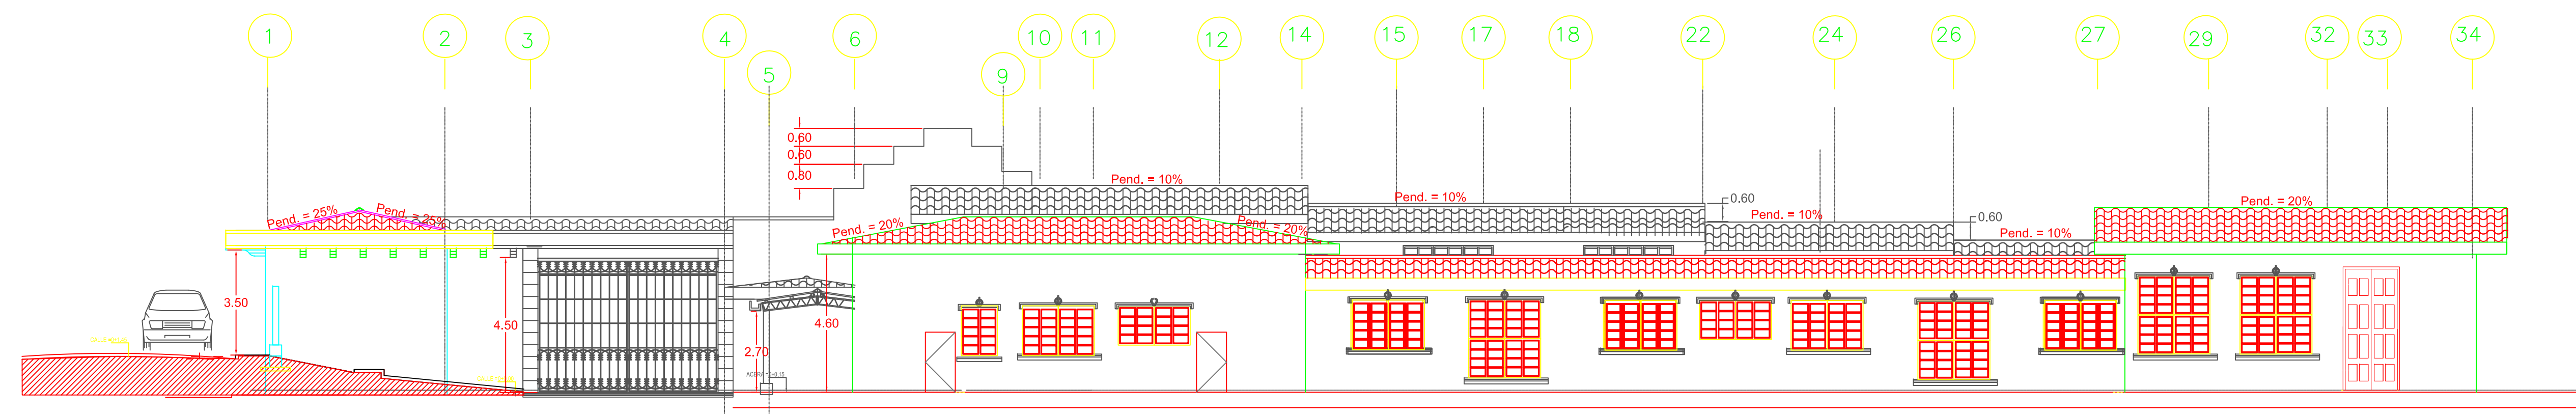 1 2 3 4 5 6 9 10 11 12 14 15 17 18 22 24 26 27 29 32 33 34
0.60
0.60
0.80
Pend. = 25%
Pend. = 25%
Pend. = 20%
Pend. = 10%
Pend. = 20%
Pend. = 10%
0.60
Pend. = 10%
0.60
Pend. = 10%
Pend. = 20%
3.50
4.50
2.70
4.60
ACERA